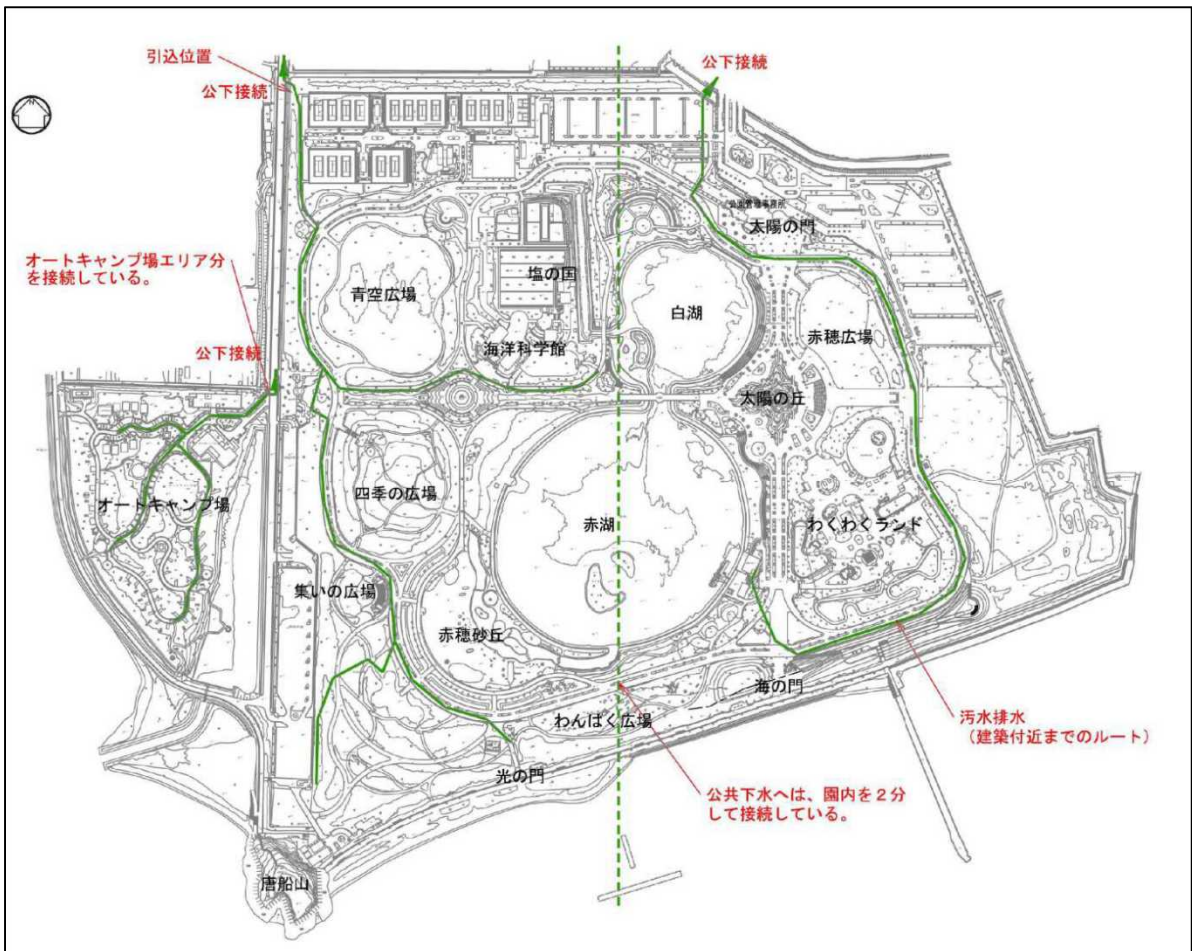 引込位置
公下接続
公下接続
公園管理事務所
太陽の門
オートキャンプ場エリア分
を接続している。
塩の国
青空広場
白湖
海洋科学館
赤穂広場
公下接続
太陽の丘
オートキャンプ場
四季の広場
赤湖
わくわくランド
集いの広場
赤穂砂丘
海の門
わんぱく広場
汚水排水
(建築付近までのルート)
光の門
公共下水へは、園内を2分
して接続している。
唐船山